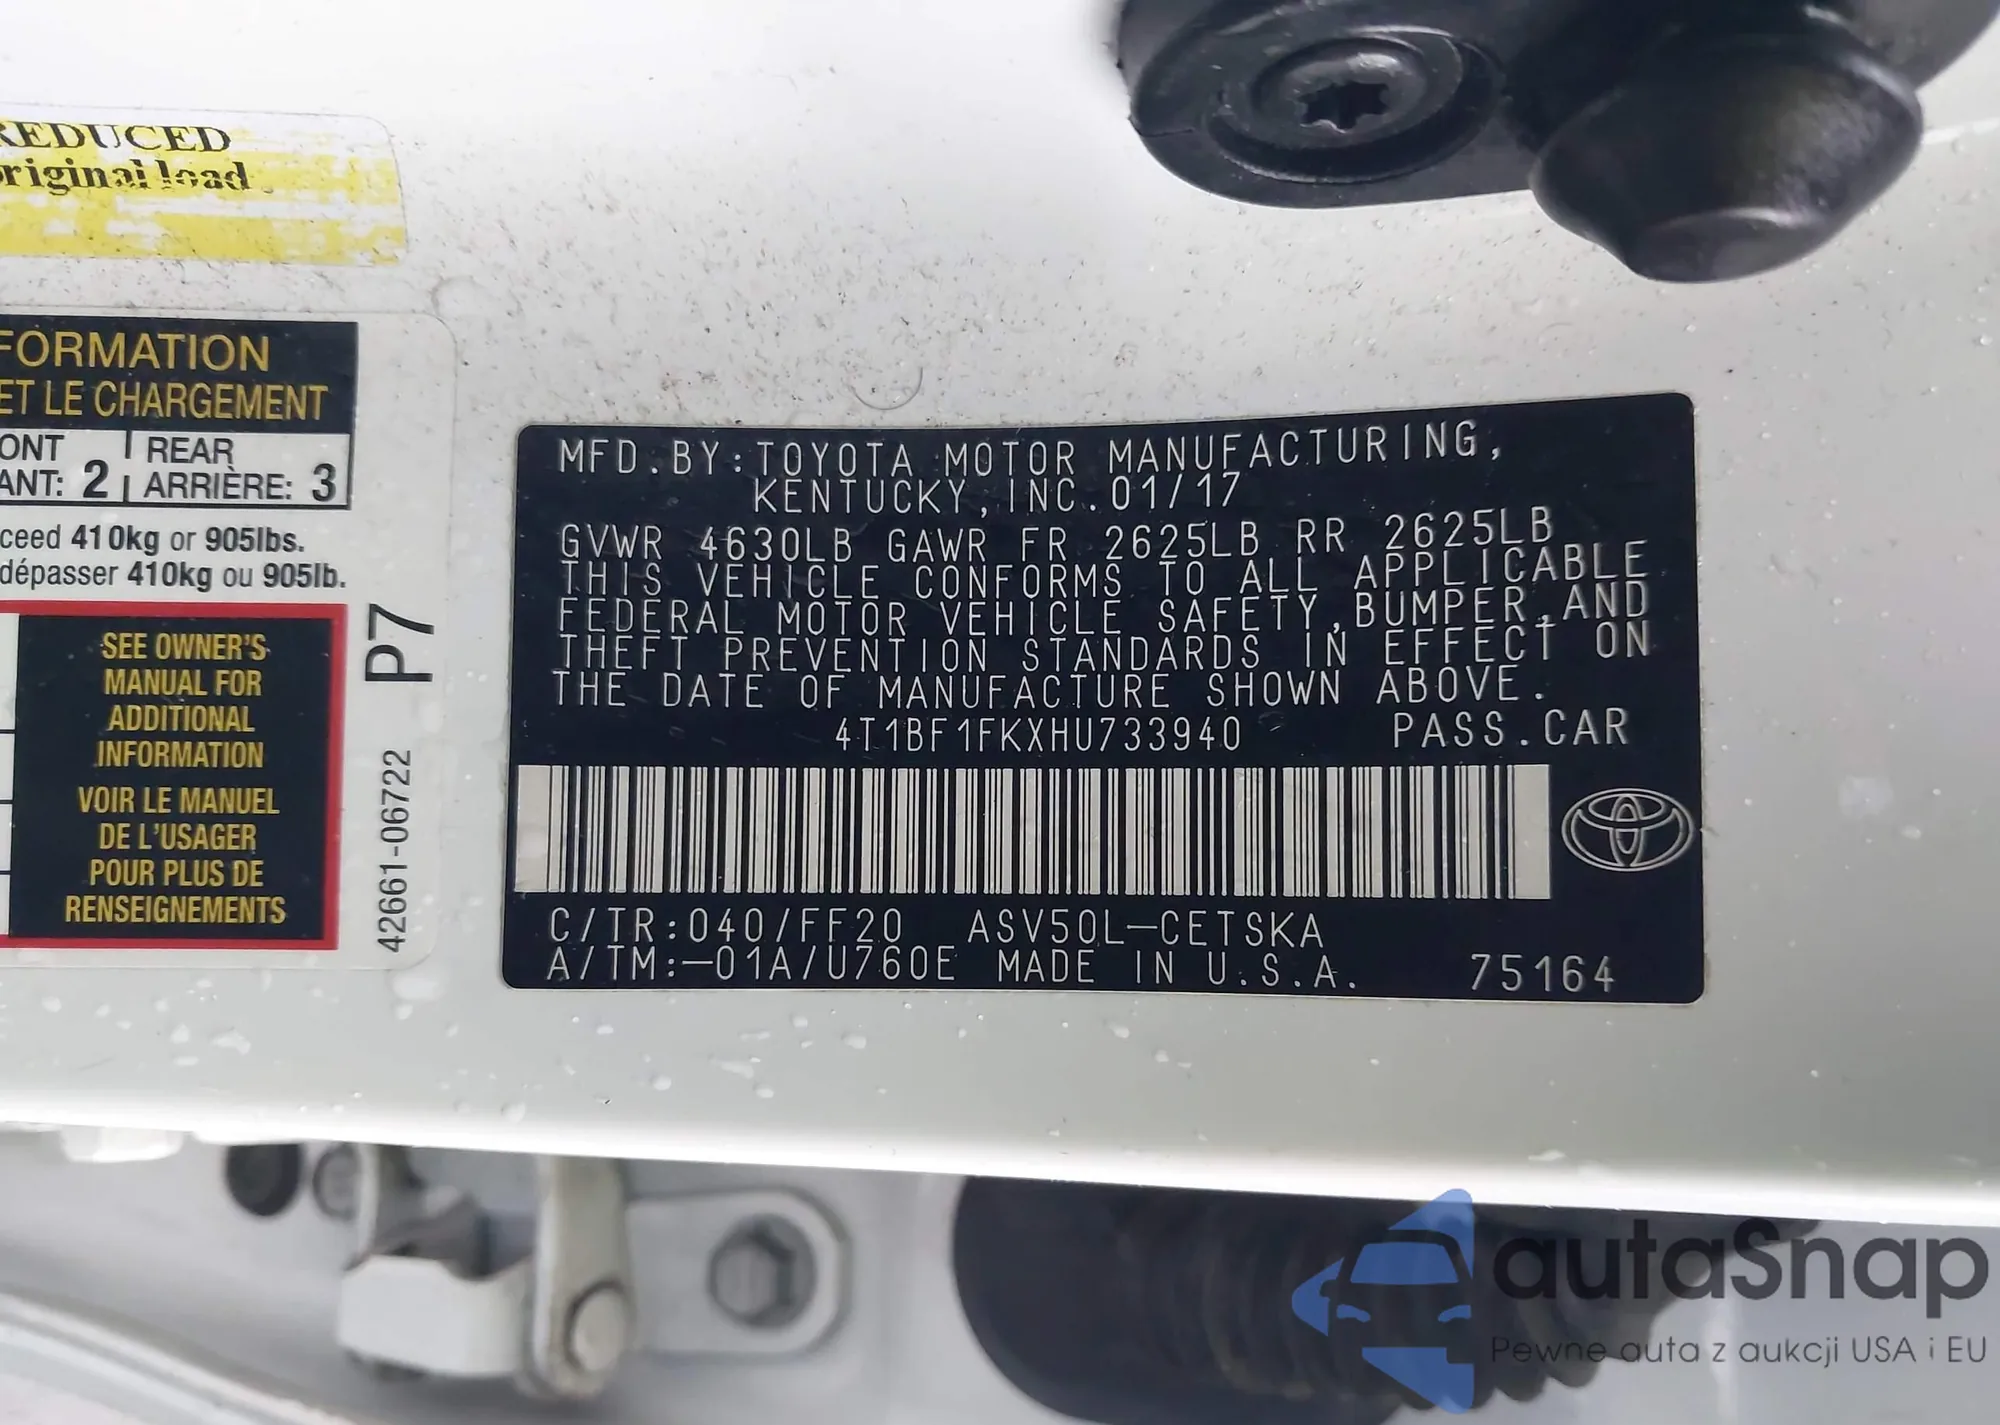 REDUCED
original load
FORMATION
ET LE CHARGEMENT
ONT | REAR
ANT: 2 | ARRIÈRE: 3
ceed 410kg or 905lbs.
dépasser 410kg ou 905lb.
SEE OWNER'S
MANUAL FOR
ADDITIONAL
INFORMATION
VOIR LE MANUEL
DE L'USAGER
POUR PLUS DE
RENSEIGNEMENTS
42661-06722 P7
MFD.BY:TOYOTA MOTOR MANUFACTURING,
KENTUCKY,INC.01/17
GVWR 4630LB GAWR FR 2625LB RR 2625LB
THIS VEHICLE CONFORMS TO ALL APPLICABLE
FEDERAL MOTOR VEHICLE SAFETY,BUMPER,AND
THEFT PREVENTION STANDARDS IN EFFECT ON
THE DATE OF MANUFACTURE SHOWN ABOVE.
4T1BF1FKXHU733940 PASS.CAR
C/TR:040/FF20 ASV50L-CETSKA
A/TM:-01A/U760E MADE IN U.S.A. 75164
autaSnap
Pewne auta z aukcji USA i EU